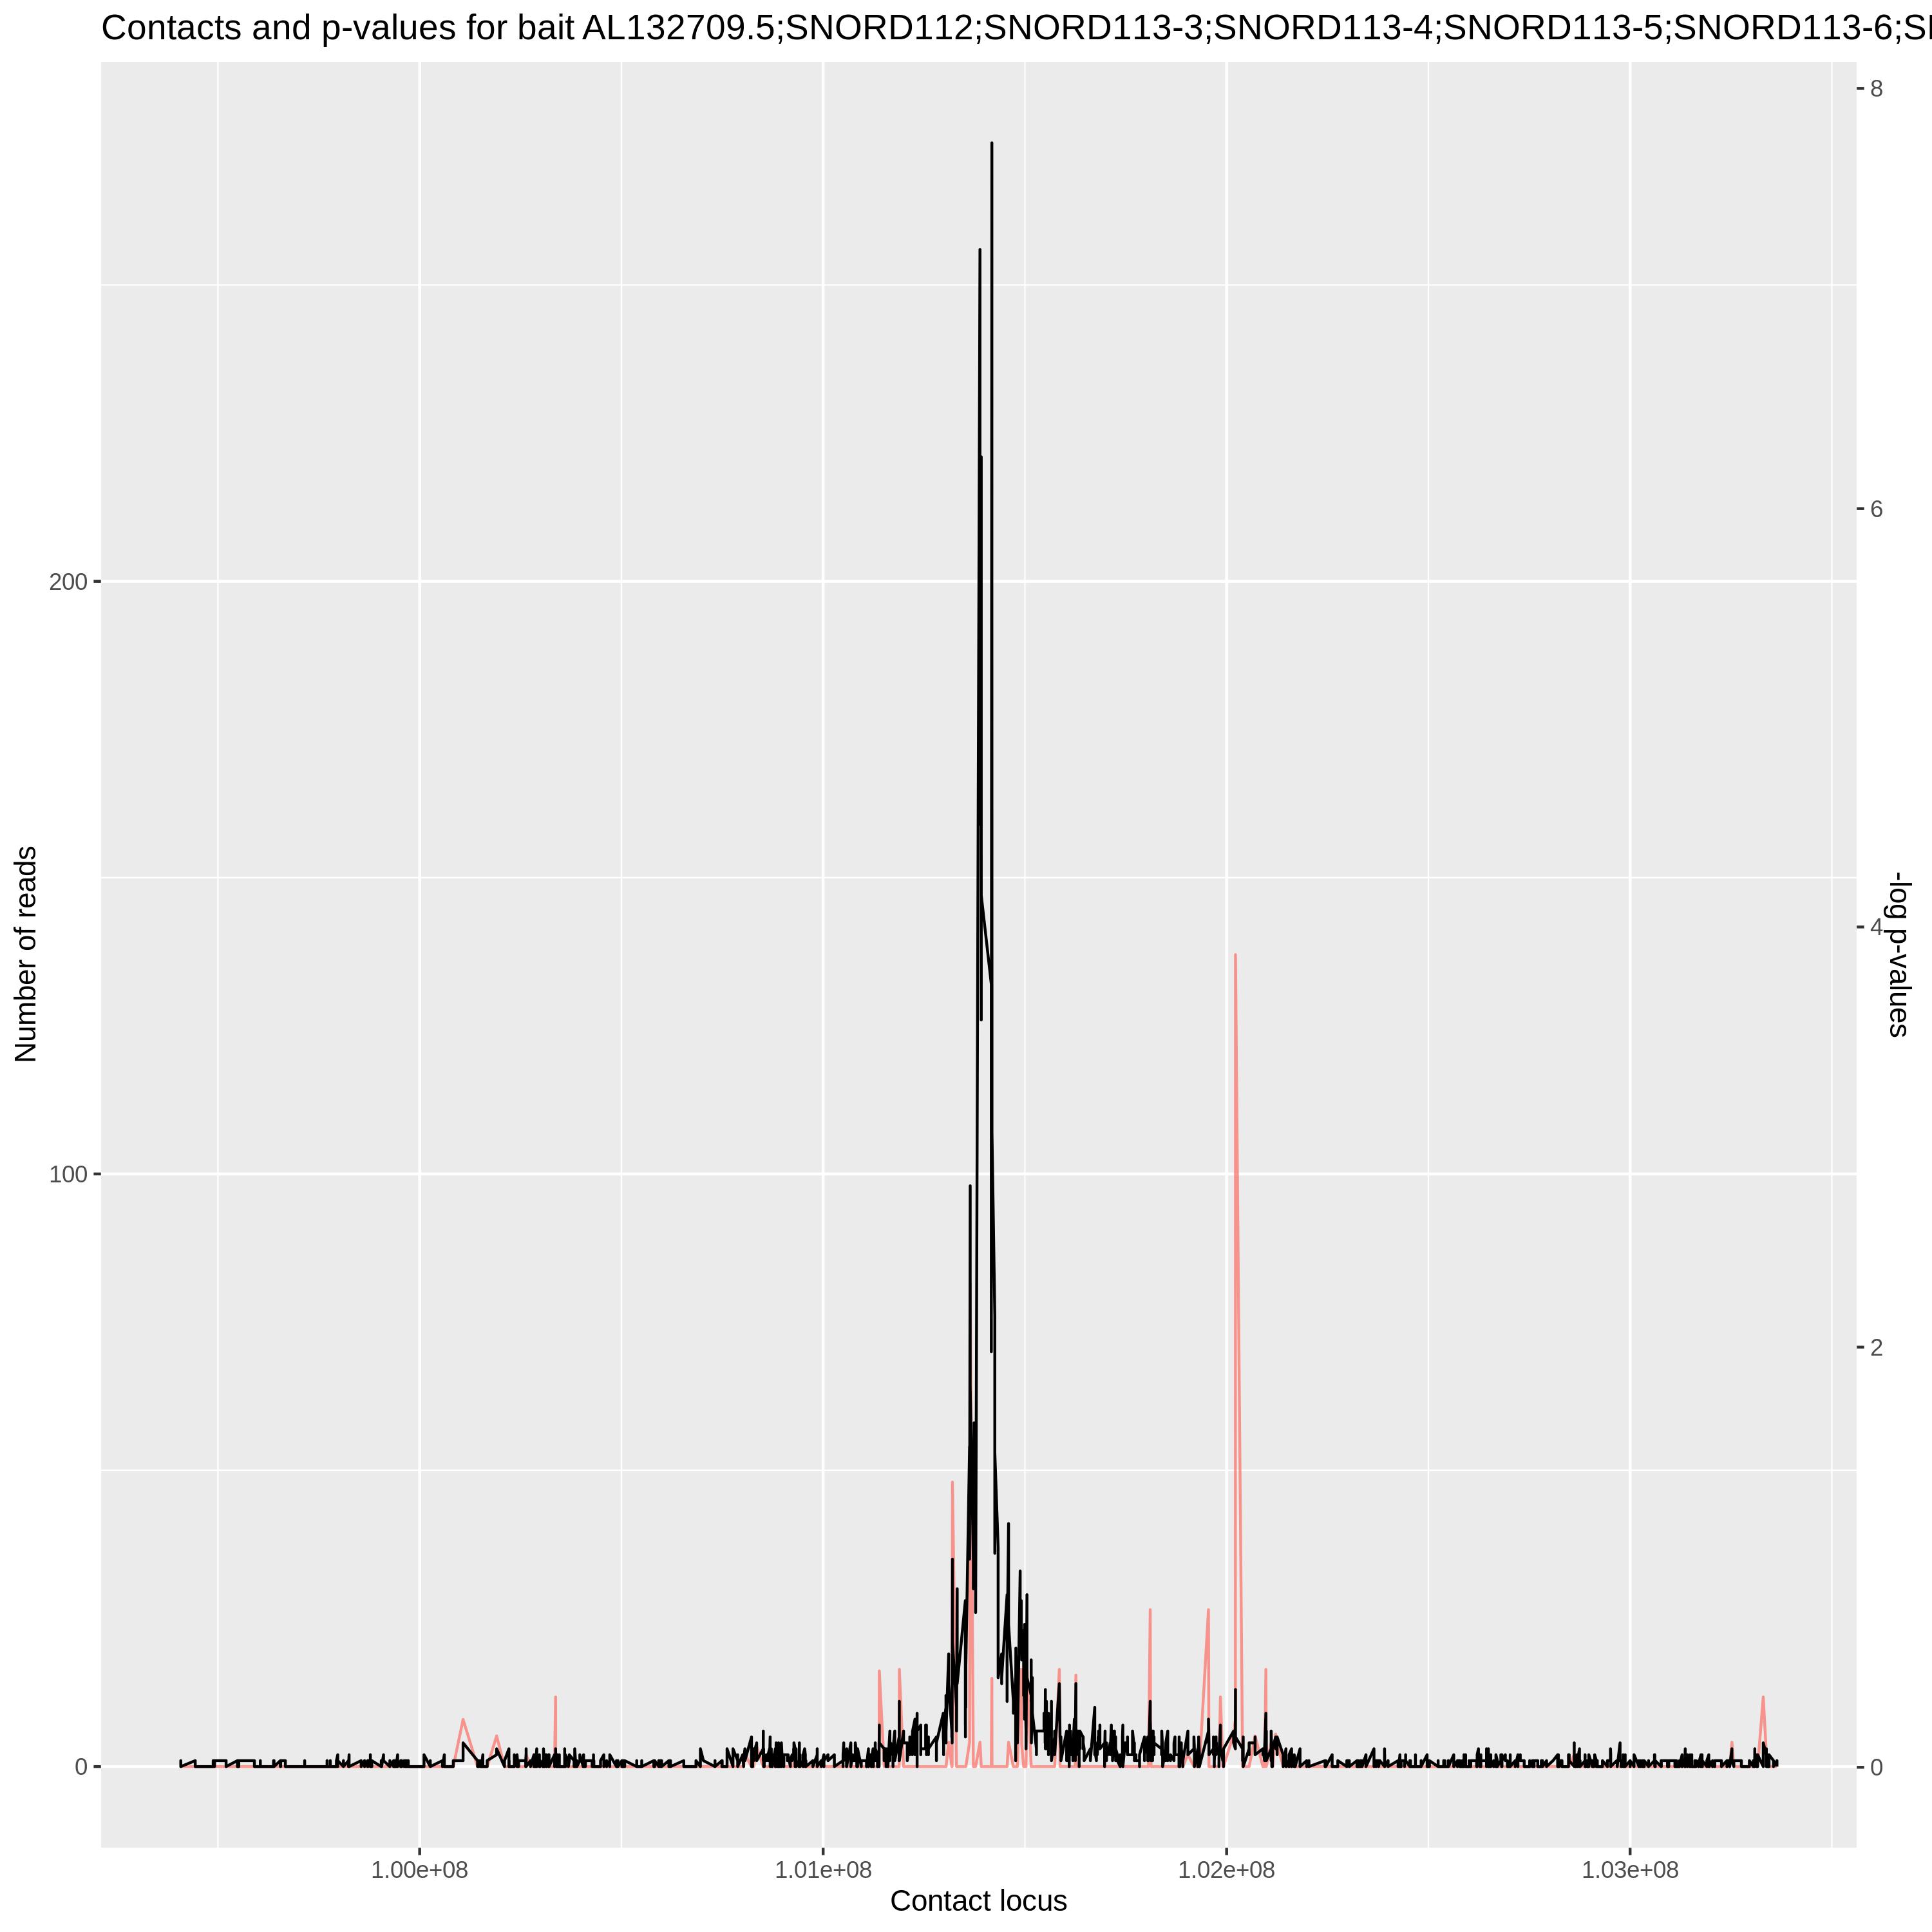 Contacts and p-values for bait AL132709.5;SNORD112;SNORD113-3;SNORD113-4;SNORD113-5;SNORD113-6;
8
6
200
4
100
2
0
0
Number of reads
-log p-values
1.00e+08
1.01e+08
1.02e+08
1.03e+08
Contact locus